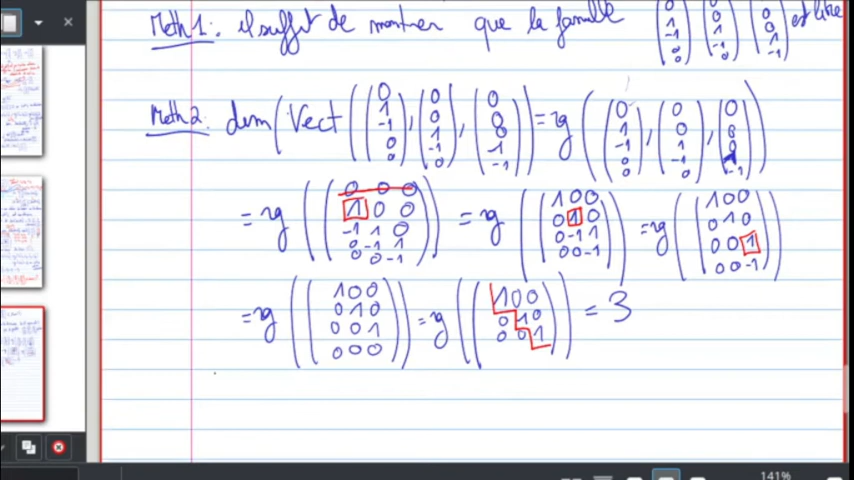 Meth 1: il suffit de montrer que la famille (0 1 -1 0 0) (0 0 1 -1 0) (0 0 0 1 -1) est libre
Meth 2: dim (Vect ((0 1 -1 0 0), (0 0 1 -1 0), (0 0 0 1 -1)) = rg ((0 1 -1 0 0), (0 0 1 -1 0), (0 0 0 1 -1))
= rg ((0 0 0 / 1 0 0 / -1 1 0 / 0 -1 1 / 0 0 -1)) = rg ((1 0 0 / 0 1 0 / 0 -1 1 / 0 0 -1)) = rg ((1 0 0 / 0 1 0 / 0 0 1 / 0 0 -1))
= rg ((1 0 0 / 0 1 0 / 0 0 1 / 0 0 0)) = rg ((1 0 0 / 0 1 0 / 0 0 1)) = 3
141%